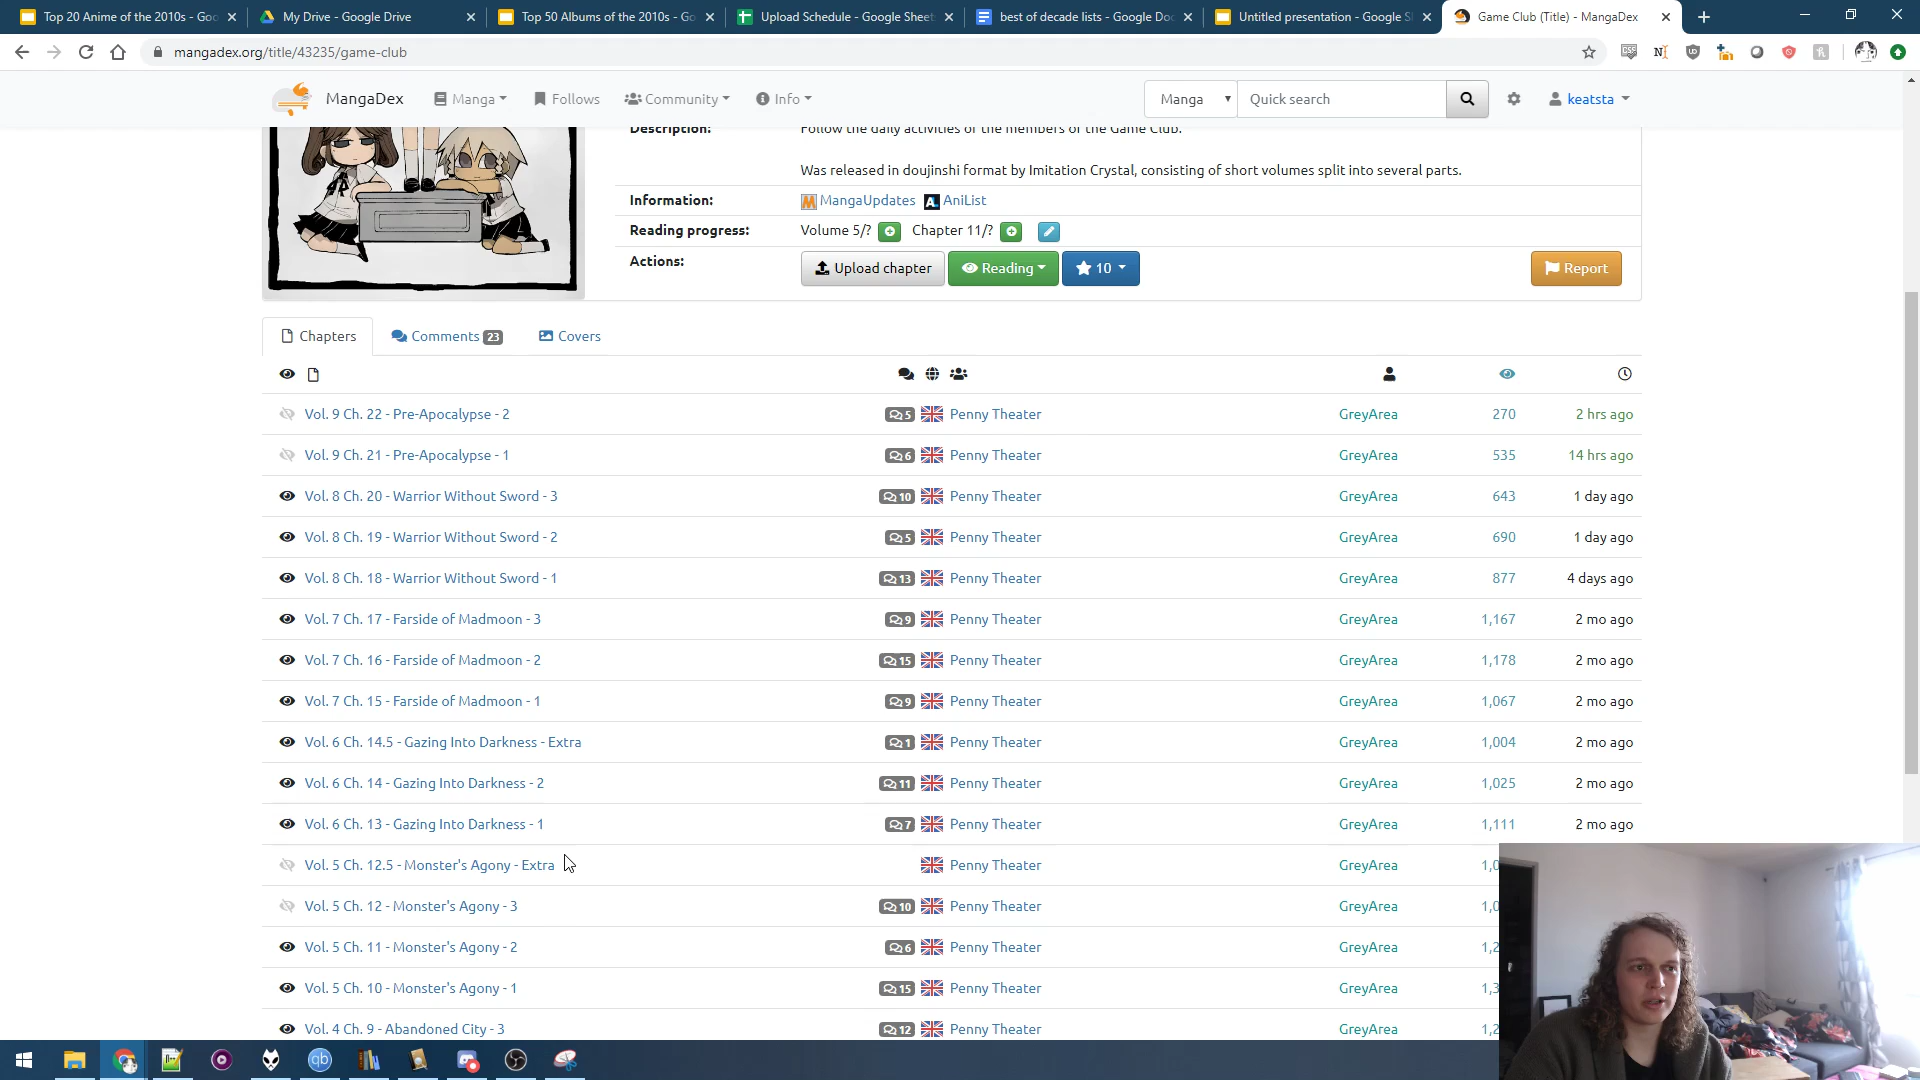 Top 20 Anime of the 2010s - Goo
My Drive - Google Drive
Top 50 Albums of the 2010s - Go
Upload Schedule - Google Sheet
best of decade lists - Google Doc
Untitled presentation - Google Sl
Game Club (Title) - MangaDex
mangadex.org/title/43235/game-club
MangaDex
Manga
Follows
Community
Info
Manga
Quick search
keatsta
Description:
Follow the daily activities of the members of the Game Club.
Was released in doujinshi format by Imitation Crystal, consisting of short volumes split into several parts.
Information:
MangaUpdates
AniList
Reading progress:
Volume 5/?
Chapter 11/?
Actions:
Upload chapter
Reading
10
Report
Chapters
Comments 23
Covers
Vol. 9 Ch. 22 - Pre-Apocalypse - 2 5 Penny Theater GreyArea 270 2 hrs ago
Vol. 9 Ch. 21 - Pre-Apocalypse - 1 6 Penny Theater GreyArea 535 14 hrs ago
Vol. 8 Ch. 20 - Warrior Without Sword - 3 10 Penny Theater GreyArea 643 1 day ago
Vol. 8 Ch. 19 - Warrior Without Sword - 2 5 Penny Theater GreyArea 690 1 day ago
Vol. 8 Ch. 18 - Warrior Without Sword - 1 13 Penny Theater GreyArea 877 4 days ago
Vol. 7 Ch. 17 - Farside of Madmoon - 3 9 Penny Theater GreyArea 1,167 2 mo ago
Vol. 7 Ch. 16 - Farside of Madmoon - 2 15 Penny Theater GreyArea 1,178 2 mo ago
Vol. 7 Ch. 15 - Farside of Madmoon - 1 9 Penny Theater GreyArea 1,067 2 mo ago
Vol. 6 Ch. 14.5 - Gazing Into Darkness - Extra 1 Penny Theater GreyArea 1,004 2 mo ago
Vol. 6 Ch. 14 - Gazing Into Darkness - 2 11 Penny Theater GreyArea 1,025 2 mo ago
Vol. 6 Ch. 13 - Gazing Into Darkness - 1 7 Penny Theater GreyArea 1,111 2 mo ago
Vol. 5 Ch. 12.5 - Monster's Agony - Extra Penny Theater GreyArea 1,0
Vol. 5 Ch. 12 - Monster's Agony - 3 10 Penny Theater GreyArea 1,0
Vol. 5 Ch. 11 - Monster's Agony - 2 6 Penny Theater GreyArea 1,2
Vol. 5 Ch. 10 - Monster's Agony - 1 15 Penny Theater GreyArea 1,3
Vol. 4 Ch. 9 - Abandoned City - 3 12 Penny Theater GreyArea 1,2